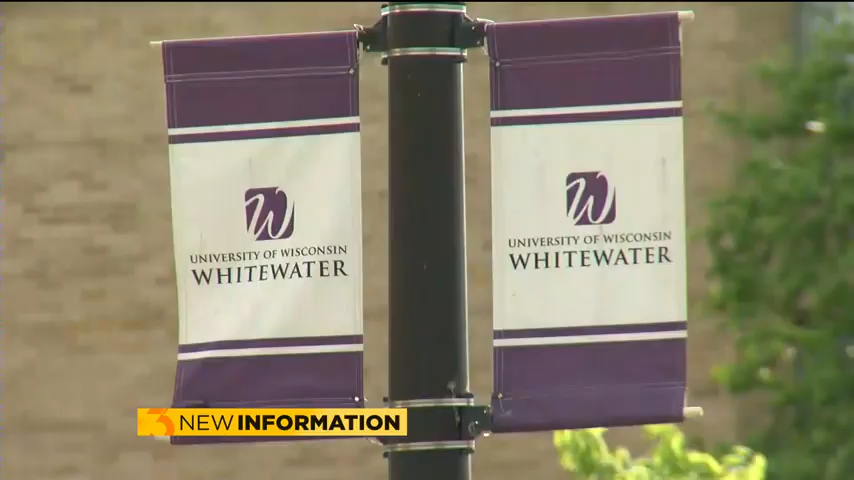 W
UNIVERSITY OF WISCONSIN
WHITEWATER
W
UNIVERSITY OF WISCONSIN
WHITEWATER
3 NEW INFORMATION